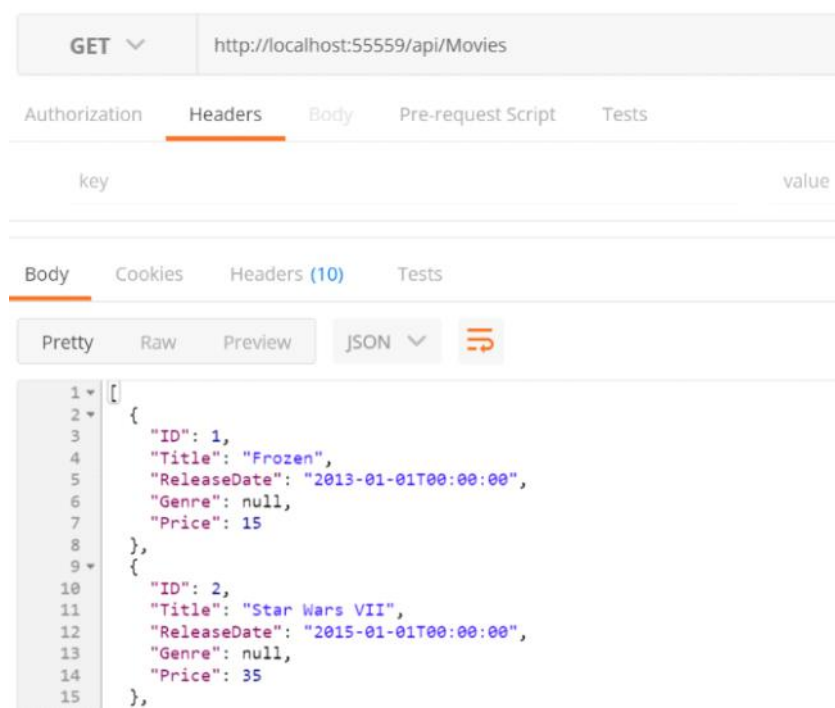 GET http://localhost:55559/api/Movies
Authorization Headers Body Pre-request Script Tests
key value
Body Cookies Headers (10) Tests
Pretty Raw Preview JSON
1 [
2 {
3 "ID": 1,
4 "Title": "Frozen",
5 "ReleaseDate": "2013-01-01T00:00:00",
6 "Genre": null,
7 "Price": 15
8 },
9 {
10 "ID": 2,
11 "Title": "Star Wars VII",
12 "ReleaseDate": "2015-01-01T00:00:00",
13 "Genre": null,
14 "Price": 35
15 },